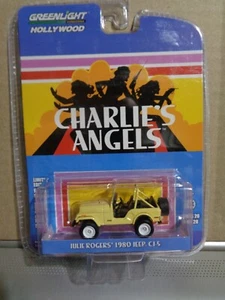 GREENLIGHT
HOLLYWOOD
CHARLIE'S
ANGELS
JULIE ROGERS' 1980 JEEP CJ-5